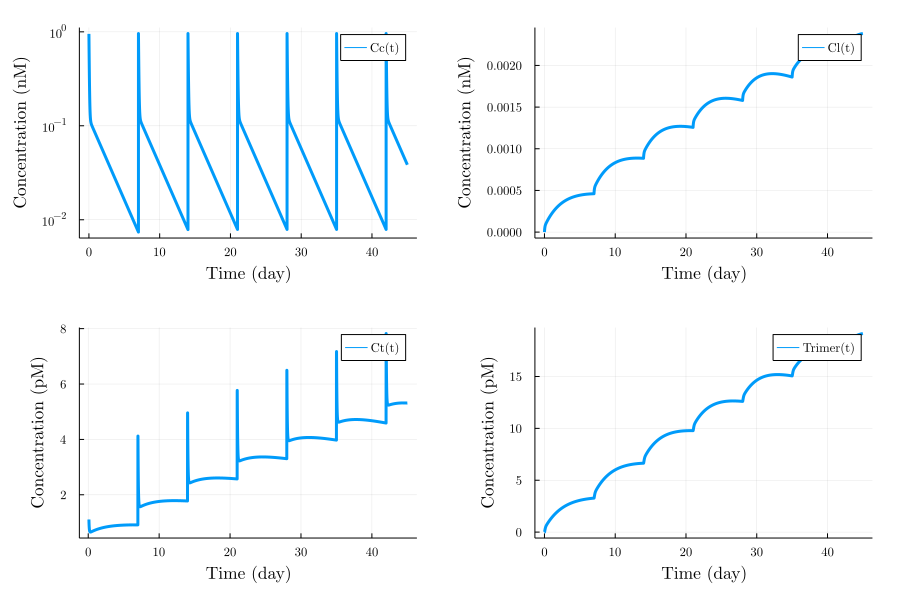 10⁰
10⁻¹
10⁻²
Concentration (nM)
Cc(t)
0 10 20 30 40
Time (day)
0.0020
0.0015
0.0010
0.0005
0.0000
Concentration (nM)
Cl(t)
0 10 20 30 40
Time (day)
8
6
4
2
Concentration (pM)
Ct(t)
0 10 20 30 40
Time (day)
15
10
5
0
Concentration (pM)
Trimer(t)
0 10 20 30 40
Time (day)